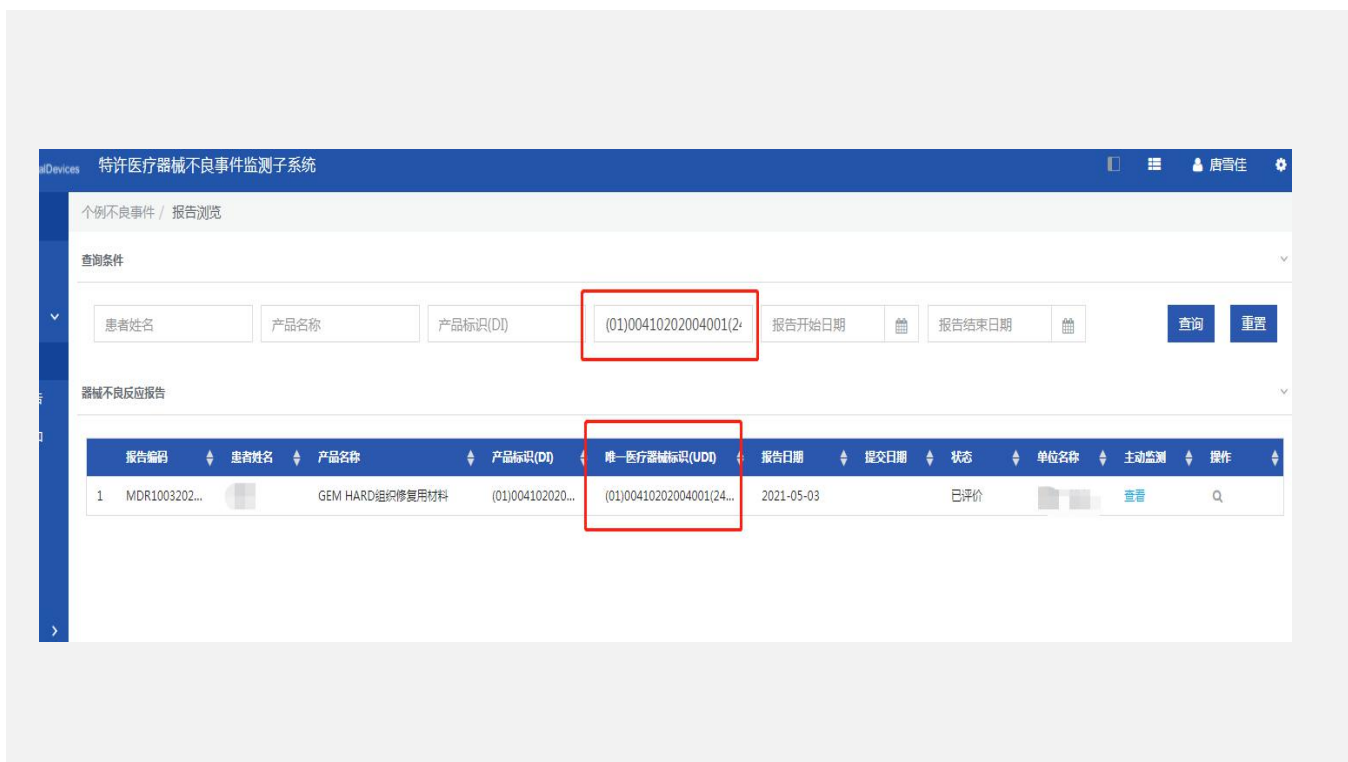 alDevices 特许医疗器械不良事件监测子系统 唐雪佳
个例不良事件 / 报告浏览
查询条件
患者姓名 产品名称 产品标识(DI) (01)00410202004001(24 报告开始日期 报告结束日期 查询 重置
器械不良反应报告
报告编码 患者姓名 产品名称 产品标识(DI) 唯一医疗器械标识(UDI) 报告日期 提交日期 状态 单位名称 主动监测 操作
1 MDR1003202... GEM HARD组织修复用材料 (01)004102020... (01)00410202004001(24... 2021-05-03 已评价 查看